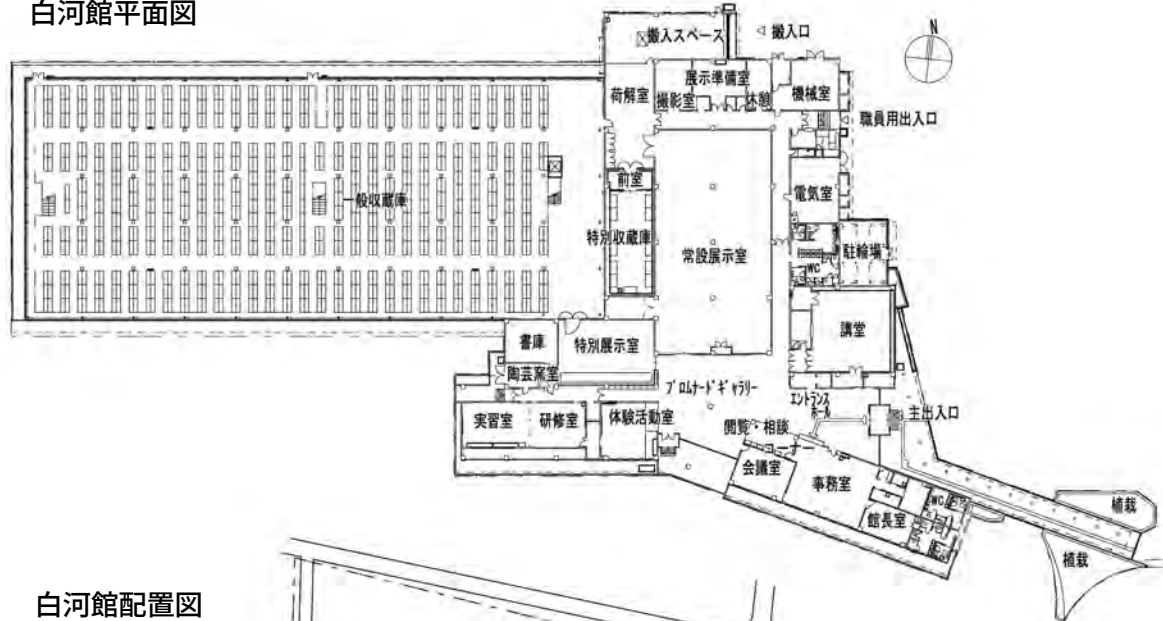 白河館平面図
搬入スペース
搬入口
N
展示準備室
荷解室
撮影室
休憩
機械室
職員用出入口
前室
一般収蔵庫
電気室
特別収蔵庫
常設展示室
駐輪場
WC
講堂
書庫
特別展示室
陶芸窯室
プロムナードギャラリー
エントランス
ホール
主出入口
実習室
研修室
体験活動室
閲覧・相談
コーナー
会議室
事務室
WC
館長室
植栽
植栽
白河館配置図